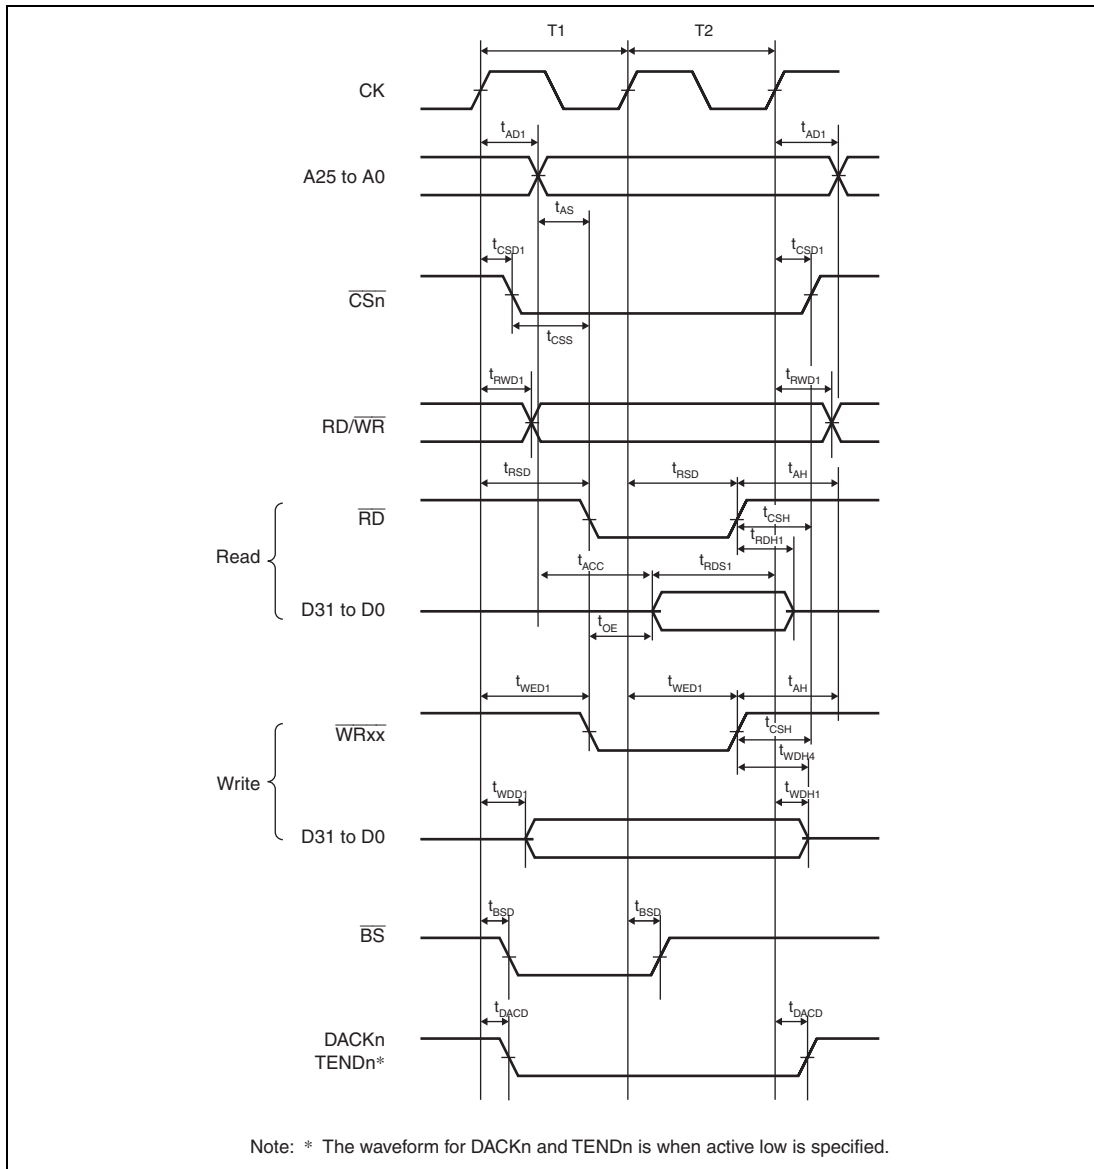 T1 T2
CK
tAD1 tAD1
A25 to A0
tAS
tCSD1 tCSD1
CSn
tCSS
tRWD1 tRWD1
RD/WR
tRSD tRSD tAH
RD
tCSH
tRDH1
Read
tACC tRDS1
D31 to D0
tOE
tWED1 tWED1 tAH
WRxx
tCSH
tWDH4
Write
tWDD1 tWDH1
D31 to D0
tBSD tBSD
BS
tDACD tDACD
DACKn
TENDn*
Note: * The waveform for DACKn and TENDn is when active low is specified.